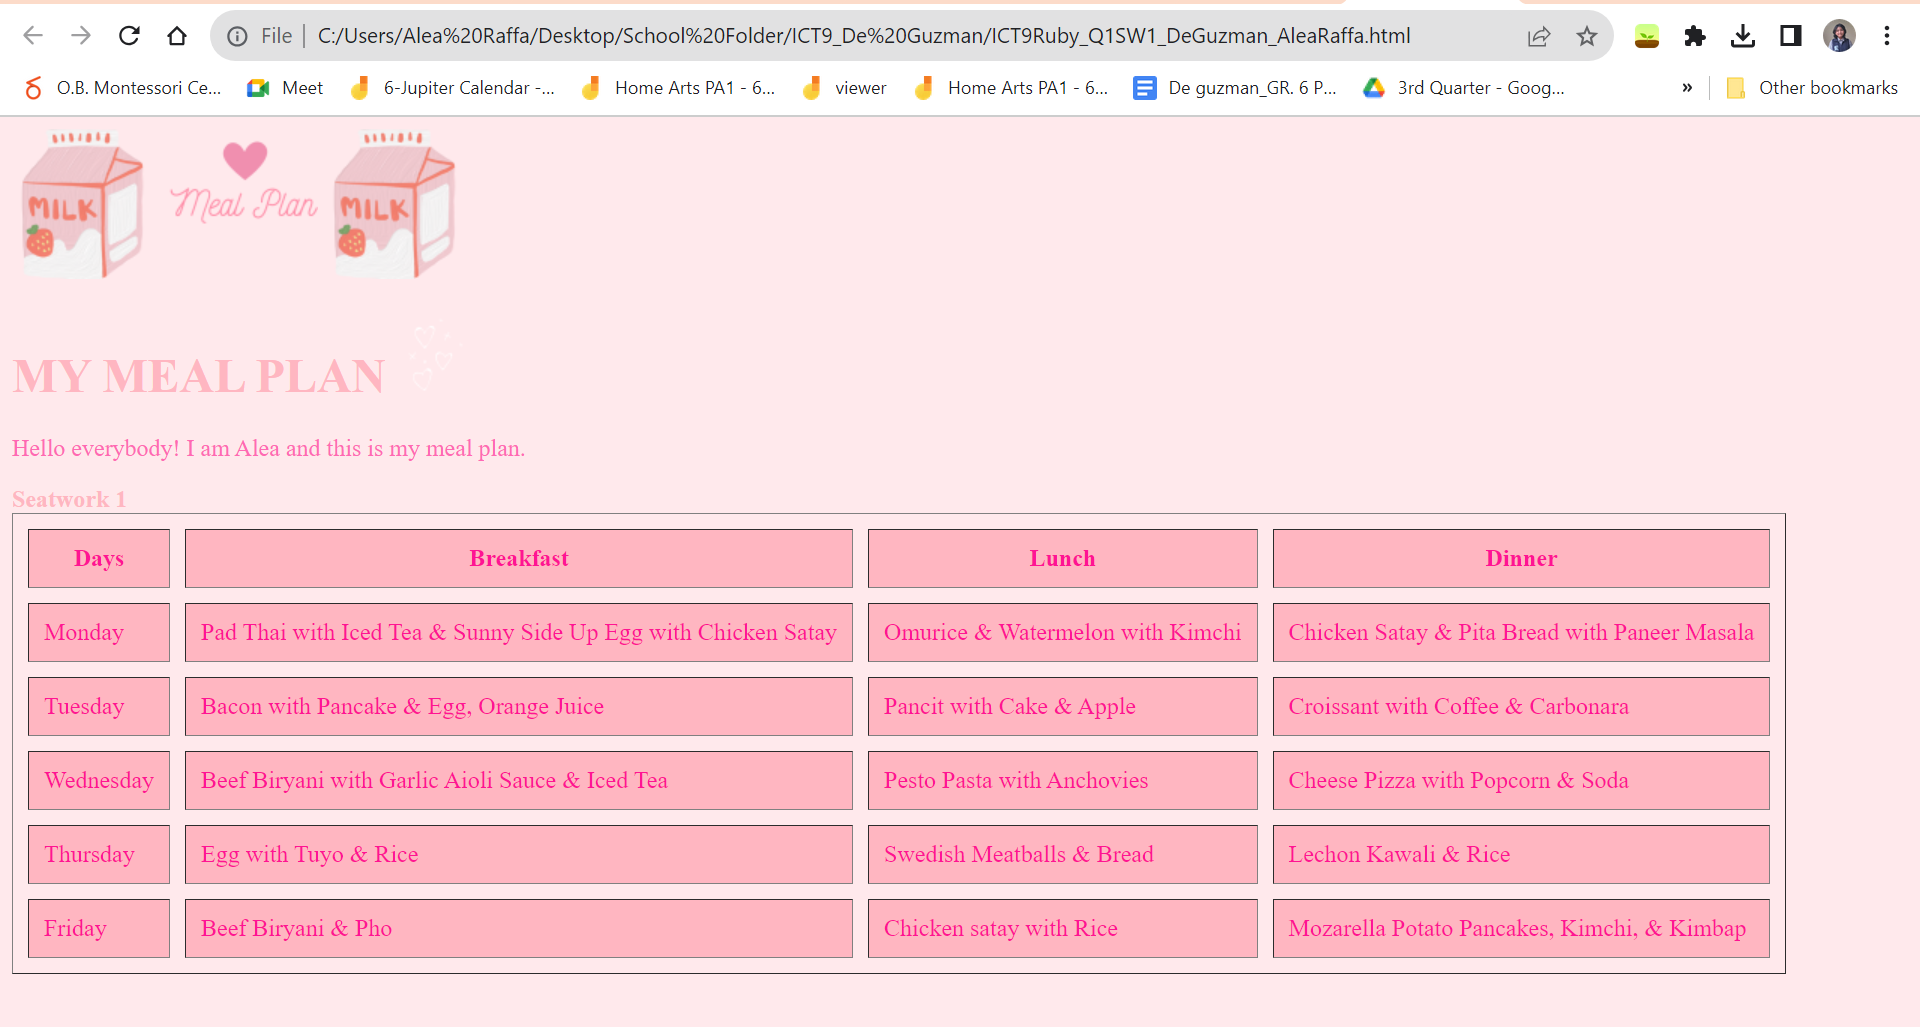 File C:/Users/Alea%20Raffa/Desktop/School%20Folder/ICT9_De%20Guzman/ICT9Ruby_Q1SW1_DeGuzman_AleaRaffa.html
O.B. Montessori Ce... Meet 6-Jupiter Calendar -... Home Arts PA1 - 6... viewer Home Arts PA1 - 6... De guzman_GR. 6 P... 3rd Quarter - Goog... » Other bookmarks
MILK Meal Plan MILK
MY MEAL PLAN
Hello everybody! I am Alea and this is my meal plan.
Seatwork 1
Days Breakfast Lunch Dinner
Monday Pad Thai with Iced Tea & Sunny Side Up Egg with Chicken Satay Omurice & Watermelon with Kimchi Chicken Satay & Pita Bread with Paneer Masala
Tuesday Bacon with Pancake & Egg, Orange Juice Pancit with Cake & Apple Croissant with Coffee & Carbonara
Wednesday Beef Biryani with Garlic Aioli Sauce & Iced Tea Pesto Pasta with Anchovies Cheese Pizza with Popcorn & Soda
Thursday Egg with Tuyo & Rice Swedish Meatballs & Bread Lechon Kawali & Rice
Friday Beef Biryani & Pho Chicken satay with Rice Mozarella Potato Pancakes, Kimchi, & Kimbap